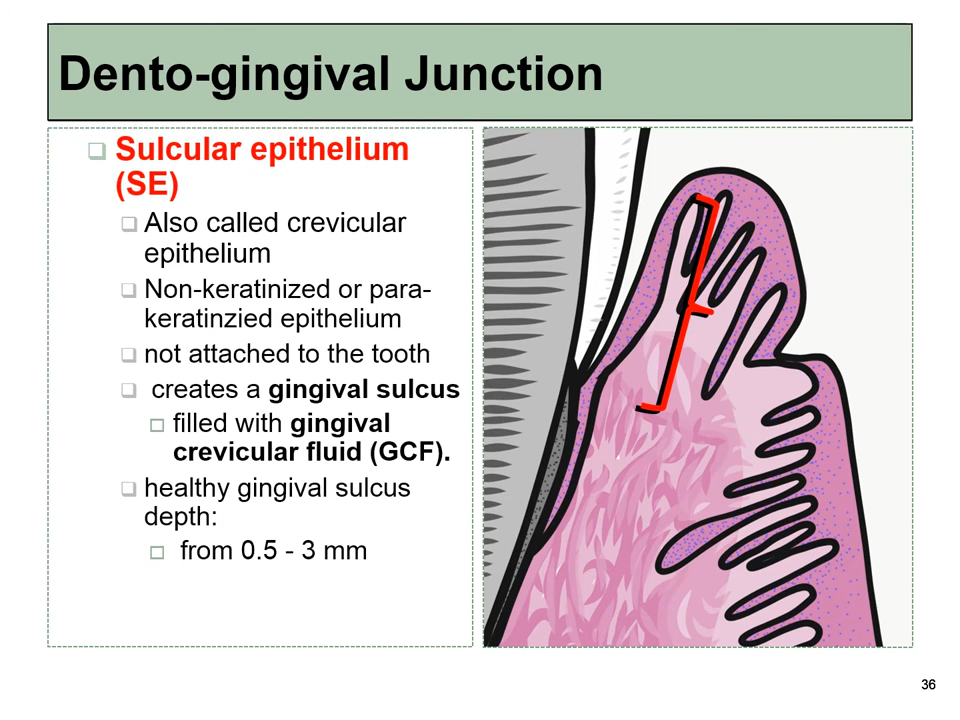 Dento-gingival Junction
Sulcular epithelium
(SE)
Also called crevicular
epithelium
Non-keratinized or para-
keratinzied epithelium
not attached to the tooth
creates a gingival sulcus
filled with gingival
crevicular fluid (GCF).
healthy gingival sulcus
depth:
from 0.5 - 3 mm
36